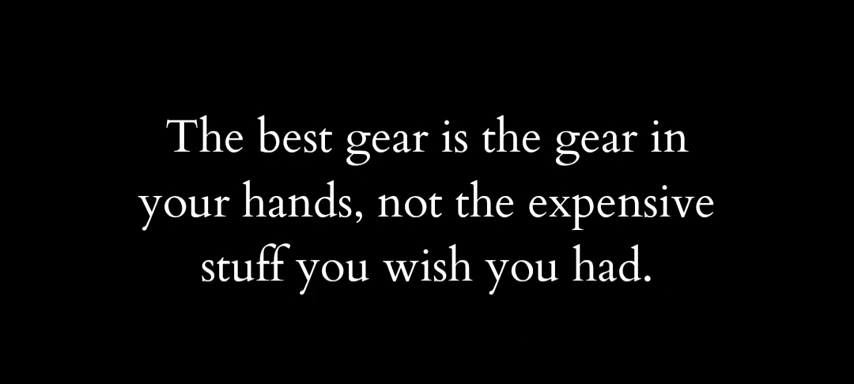 The best gear is the gear in
your hands, not the expensive
stuff you wish you had.